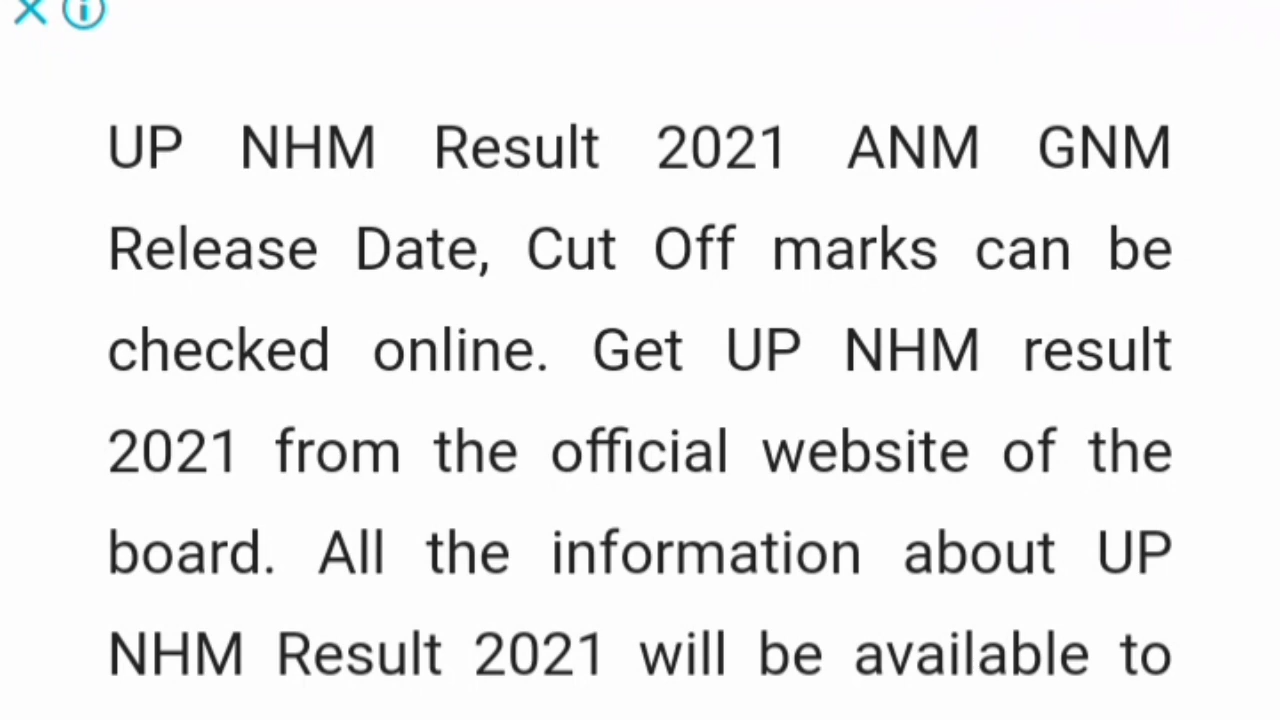 UP NHM Result 2021 ANM GNM
Release Date, Cut Off marks can be
checked online. Get UP NHM result
2021 from the official website of the
board. All the information about UP
NHM Result 2021 will be available to